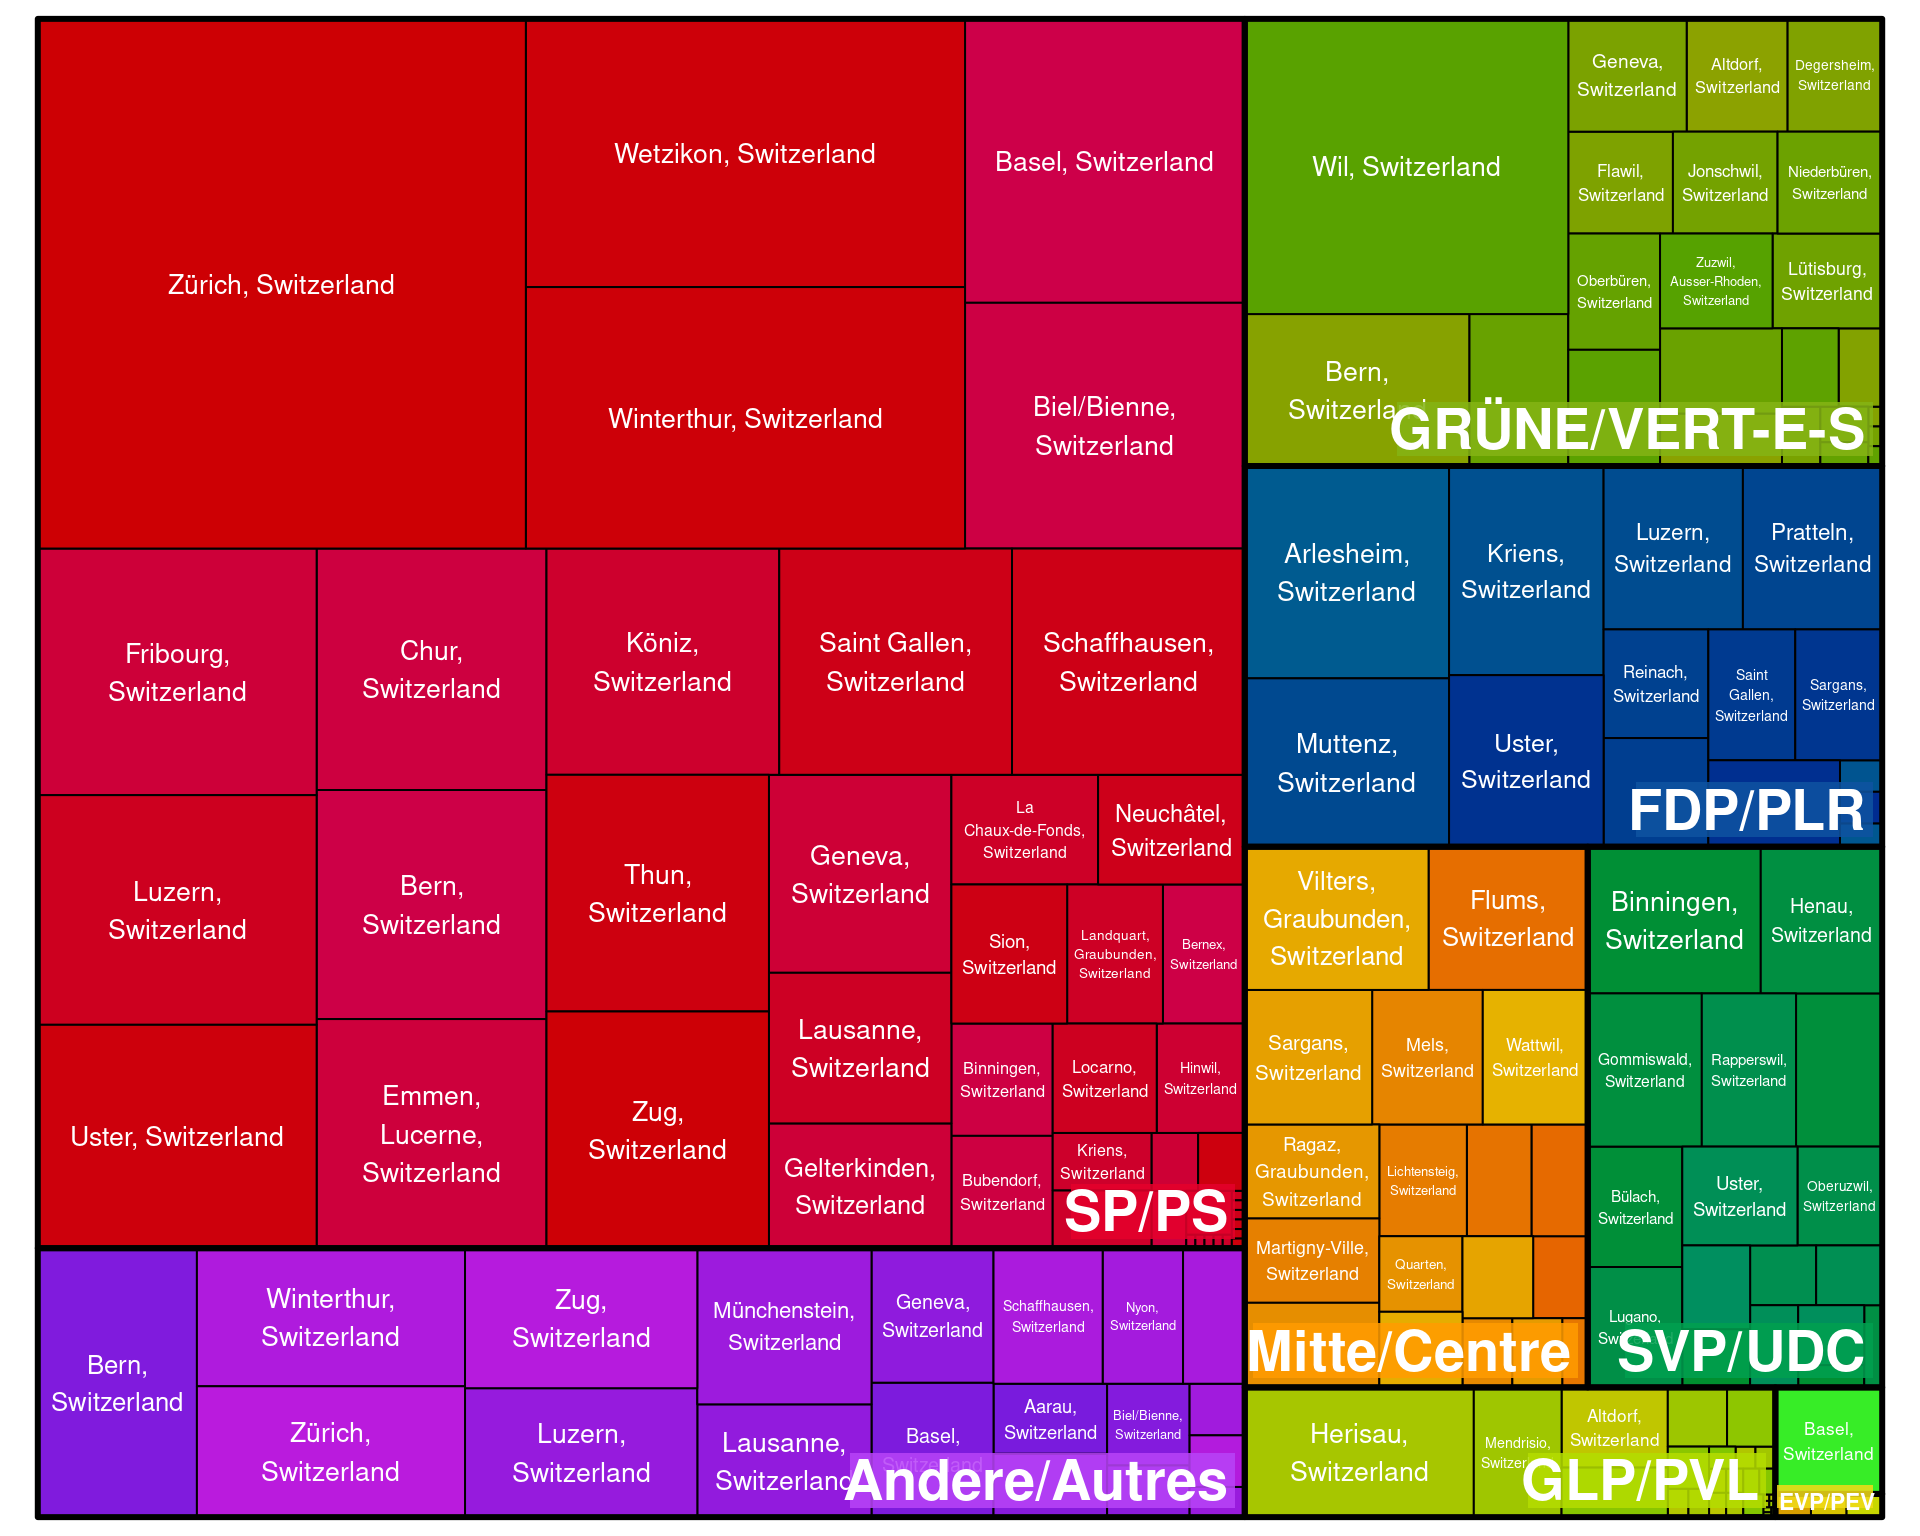 Zürich, Switzerland
Wetzikon, Switzerland
Winterthur, Switzerland
Basel, Switzerland
Biel/Bienne,
Switzerland
Fribourg,
Switzerland
Chur,
Switzerland
Köniz,
Switzerland
Saint Gallen,
Switzerland
Schaffhausen,
Switzerland
Luzern,
Switzerland
Bern,
Switzerland
Thun,
Switzerland
Geneva,
Switzerland
La
Chaux-de-Fonds,
Switzerland
Neuchâtel,
Switzerland
Sion,
Switzerland
Landquart,
Graubunden,
Switzerland
Bernex,
Switzerland
Uster, Switzerland
Emmen,
Lucerne,
Switzerland
Zug,
Switzerland
Lausanne,
Switzerland
Gelterkinden,
Switzerland
Binningen,
Switzerland
Locarno,
Switzerland
Hinwil,
Switzerland
Bubendorf,
Switzerland
Kriens,
Switzerland
SP/PS
Bern,
Switzerland
Winterthur,
Switzerland
Zürich,
Switzerland
Zug,
Switzerland
Luzern,
Switzerland
Münchenstein,
Switzerland
Lausanne,
Switzerland
Geneva,
Switzerland
Basel,
Switzerland
Schaffhausen,
Switzerland
Nyon,
Switzerland
Aarau,
Switzerland
Biel/Bienne,
Switzerland
Andere/Autres
Wil, Switzerland
Bern,
Switzerland
Geneva,
Switzerland
Altdorf,
Switzerland
Degersheim,
Switzerland
Flawil,
Switzerland
Jonschwil,
Switzerland
Niederbüren,
Switzerland
Oberbüren,
Switzerland
Zuzwil,
Ausser-Rhoden,
Switzerland
Lütisburg,
Switzerland
GRÜNE/VERT-E-S
Arlesheim,
Switzerland
Kriens,
Switzerland
Luzern,
Switzerland
Pratteln,
Switzerland
Muttenz,
Switzerland
Uster,
Switzerland
Reinach,
Switzerland
Saint
Gallen,
Switzerland
Sargans,
Switzerland
FDP/PLR
Vilters,
Graubunden,
Switzerland
Flums,
Switzerland
Sargans,
Switzerland
Mels,
Switzerland
Wattwil,
Switzerland
Ragaz,
Graubunden,
Switzerland
Lichtensteig,
Switzerland
Martigny-Ville,
Switzerland
Quarten,
Switzerland
Mitte/Centre
Binningen,
Switzerland
Henau,
Switzerland
Gommiswald,
Switzerland
Rapperswil,
Switzerland
Bülach,
Switzerland
Uster,
Switzerland
Oberuzwil,
Switzerland
Lugano,
SVP/UDC
Herisau,
Switzerland
Mendrisio,
Altdorf,
Switzerland
GLP/PVL
Basel,
Switzerland
EVP/PEV